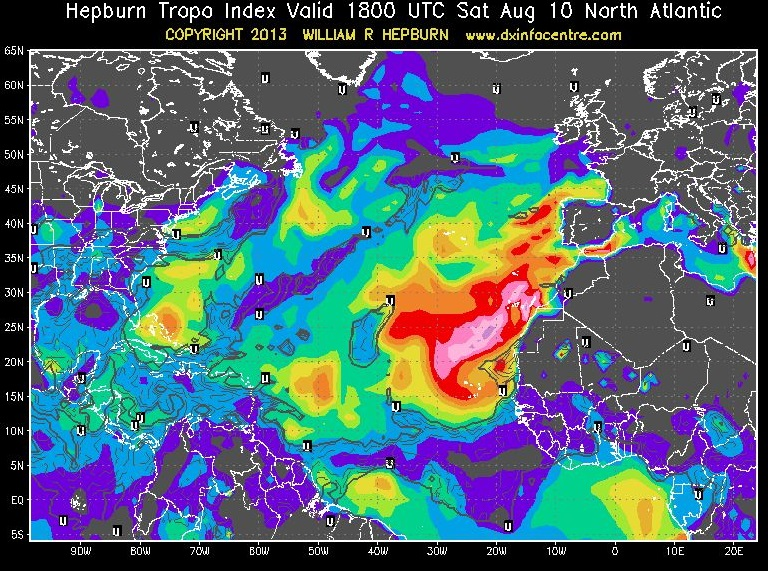 Hepburn Tropo Index Valid 1800 UTC Sat Aug 10 North Atlantic
COPYRIGHT 2013 WILLIAM R HEPBURN www.dxinfocentre.com
65N
60N
55N
50N
45N
40N
35N
30N
25N
20N
15N
10N
5N
EQ
5S
90W 80W 70W 60W 50W 40W 30W 20W 10W 0 10E 20E